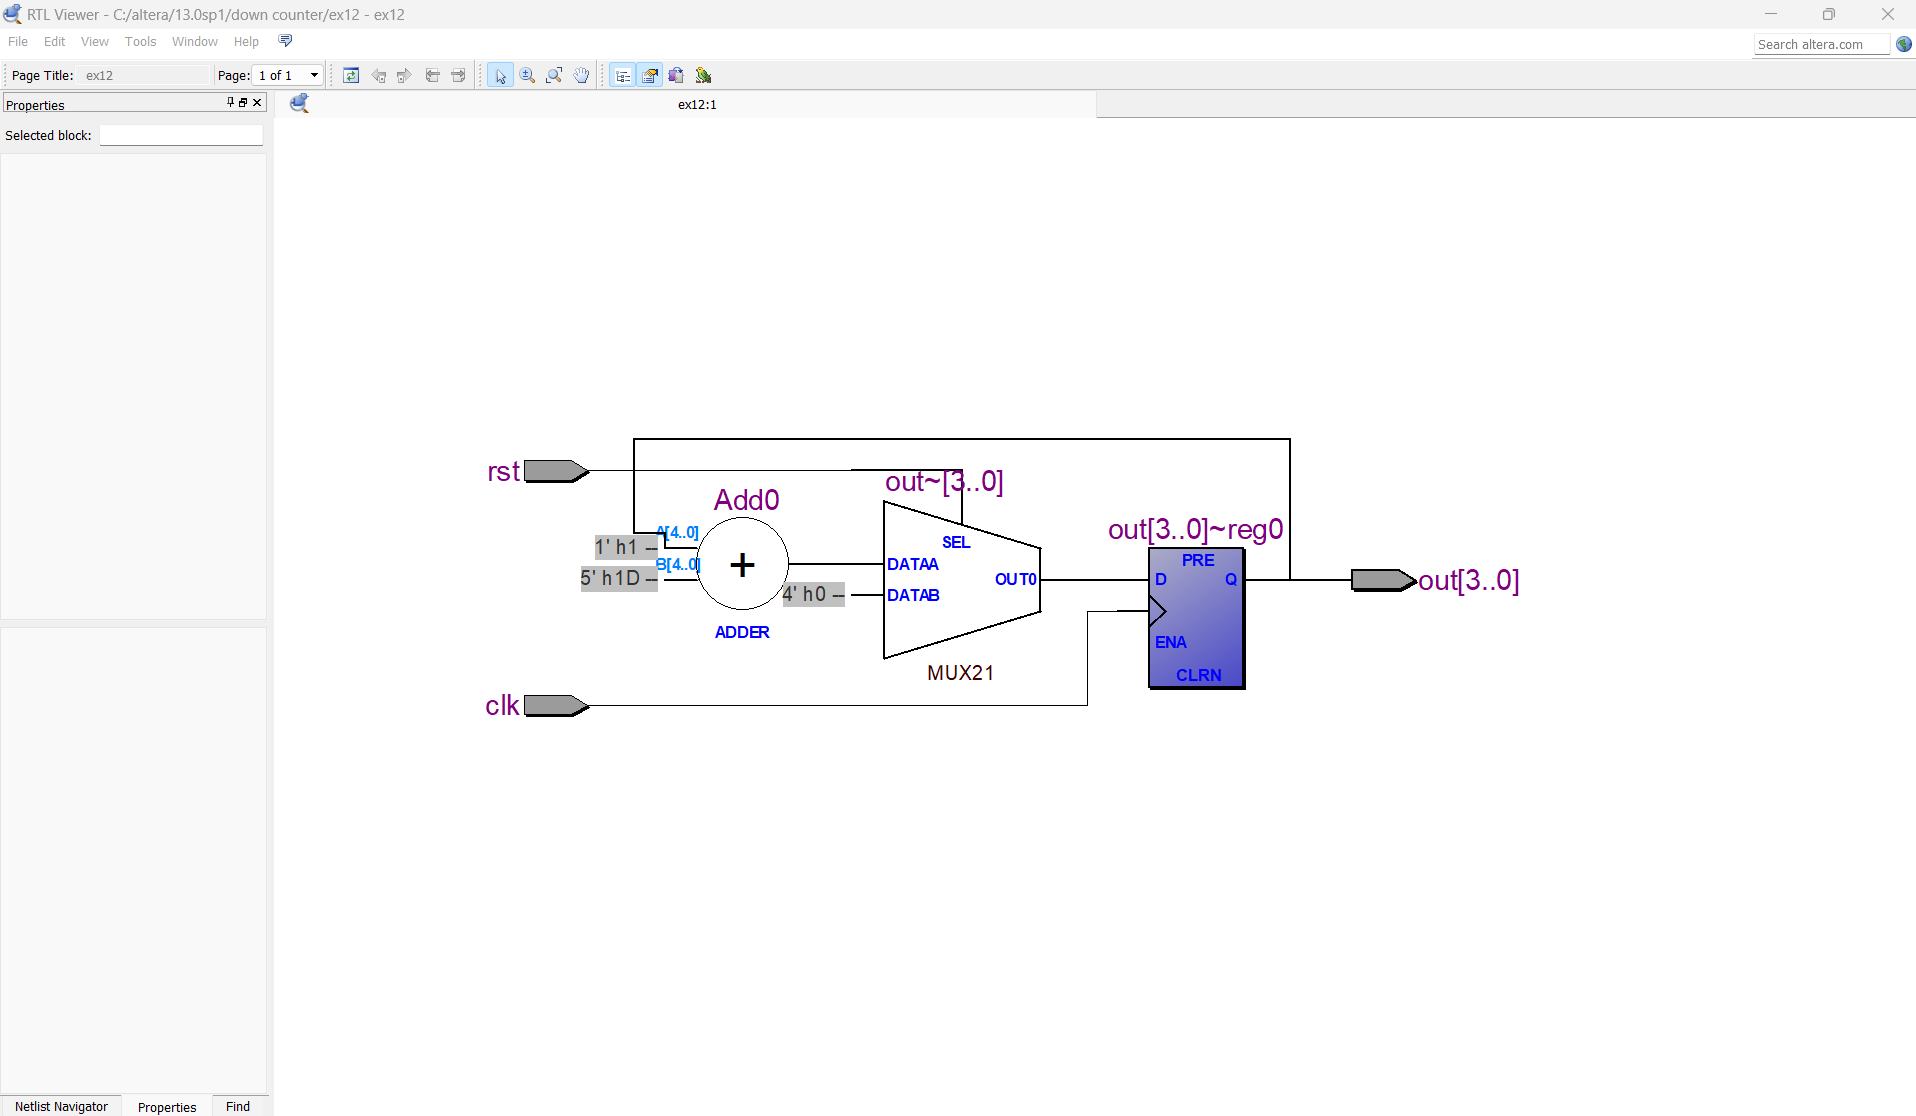 RTL Viewer - C:/altera/13.0sp1/down counter/ex12 - ex12
File Edit View Tools Window Help
Search altera.com
Page Title: ex12 Page: 1 of 1
Properties
ex12:1
Selected block:
rst
out~[3..0]
Add0
SEL
out[3..0]~reg0
A[4..0]
1' h1
B[4..0]
5' h1D
+
DATAA
4' h0
DATAB
OUT0
ADDER
MUX21
PRE
D Q
ENA
CLRN
out[3..0]
clk
Netlist Navigator Properties Find